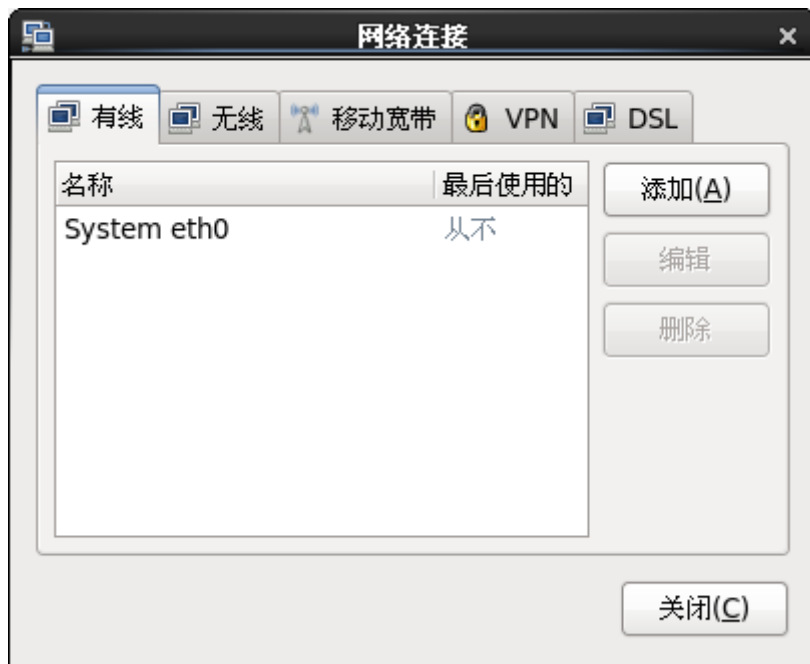 网络连接
有线 无线 移动宽带 VPN DSL
名称 最后使用的 添加(A)
System eth0 从不
编辑
删除
关闭(C)